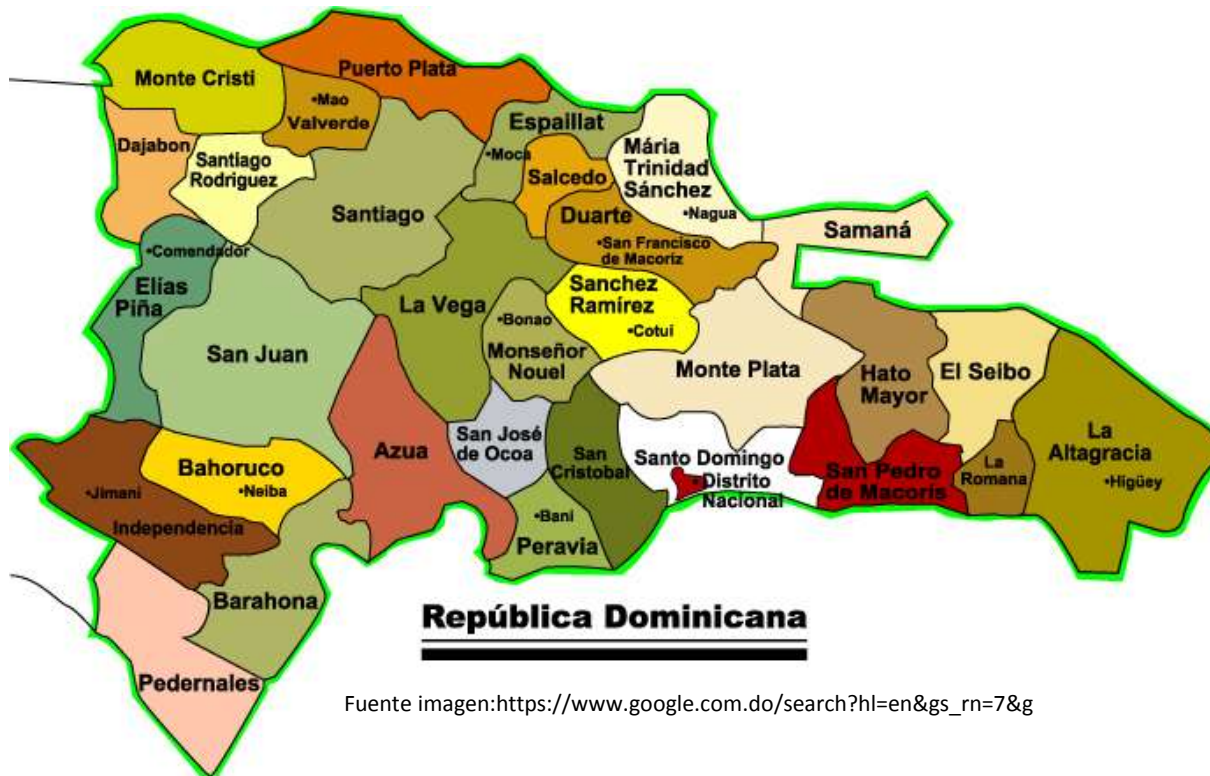 Puerto Plata
Monte Cristi
•Mao
Valverde
Espaillat
Dajabon
•Moca
Mária
Trinidad
Sánchez
Santiago
Rodriguez
Salcedo
Santiago
Duarte
•Nagua
Samaná
•Comendador
•San Francisco
de Macoriz
Elías
Piña
La Vega
Sanchez
Ramírez
•Bonao
•Cotuí
San Juan
Monseñor
Nouel
Monte Plata
Hato
Mayor
El Seibo
La
Altagracia
Azua
San José
de Ocoa
San
Cristobal
Santo Domingo
•Distrito
Nacional
San Pedro
de Macorís
La
Romana
•Higüey
Bahoruco
•Neiba
•Jimaní
Independencia
•Bani
Peravia
Barahona
República Dominicana
Pedernales
Fuente imagen:https://www.google.com.do/search?hl=en&gs_rn=7&g